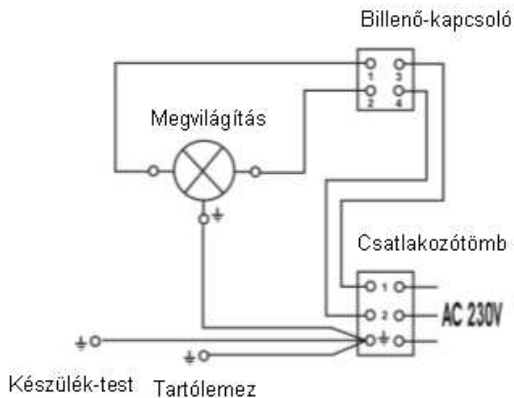 Billenő-kapcsoló
1 3
2 4
Megvilágítás
Csatlakozótömb
1
2
AC 230V
Készülék-test
Tartólemez